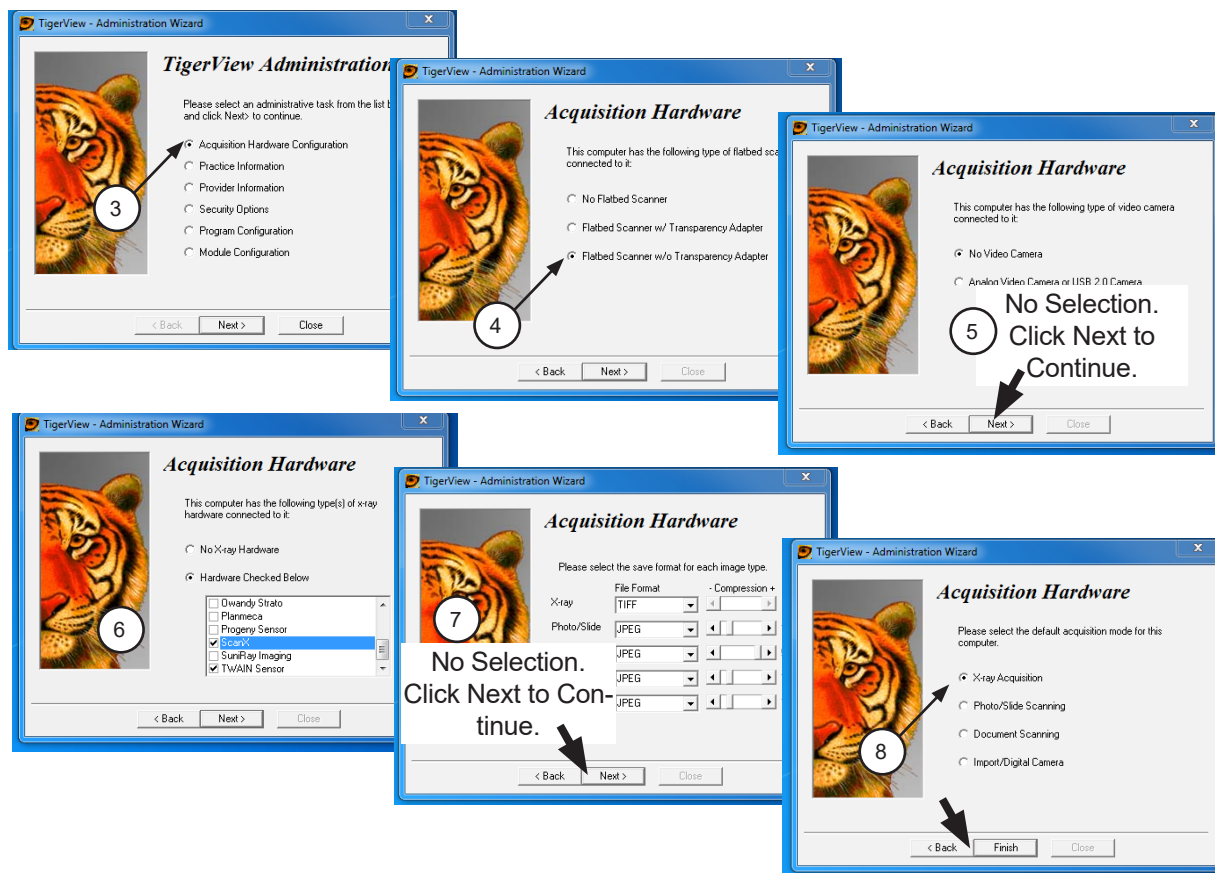 TigerView - Administration Wizard
X
TigerView Administration
Please select an administrative task from the list
and click Next> to continue.
Acquisition Hardware Configuration
Practice Information
Provider Information
Security Options
Program Configuration
Module Configuration
3
< Back
Next >
Close
TigerView - Administration Wizard
X
Acquisition Hardware
This computer has the following type of flatbed
connected to it:
No Flatbed Scanner
Flatbed Scanner w/ Transparency Adapter
Flatbed Scanner w/o Transparency Adapter
4
< Back
Next >
Close
TigerView - Administration Wizard
X
Acquisition Hardware
This computer has the following type of video camera
connected to it:
No Video Camera
Analog Video Camera or USB 2.0 Camera
5
No Selection.
Click Next to
Continue.
< Back
Next >
Close
TigerView - Administration Wizard
X
Acquisition Hardware
This computer has the following type(s) of x-ray
hardware connected to it:
No X-ray Hardware
Hardware Checked Below
Owandy Strato
Planmeca
Progeny Sensor
ScanX
SuniRay Imaging
TWAIN Sensor
6
< Back
Next >
Close
TigerView - Administration Wizard
X
Acquisition Hardware
Please select the save format for each image type.
File Format
- Compression +
X-ray
TIFF
Photo/Slide
JPEG
JPEG
JPEG
JPEG
7
No Selection.
Click Next to Con-
tinue.
< Back
Next >
Close
TigerView - Administration Wizard
X
Acquisition Hardware
Please select the default acquisition mode for this
computer.
X-ray Acquisition
Photo/Slide Scanning
Document Scanning
Import/Digital Camera
8
< Back
Finish
Close